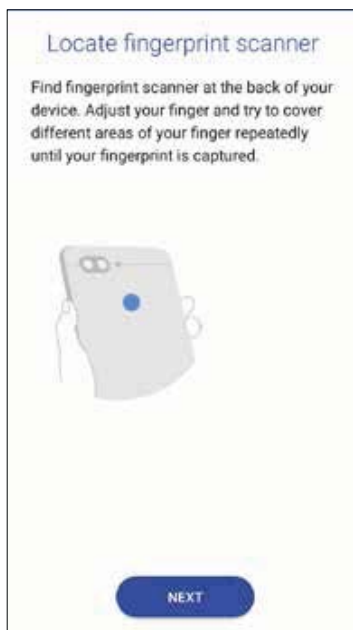 Locate fingerprint scanner
Find fingerprint scanner at the back of your
device. Adjust your finger and try to cover
different areas of your finger repeatedly
until your fingerprint is captured.
NEXT